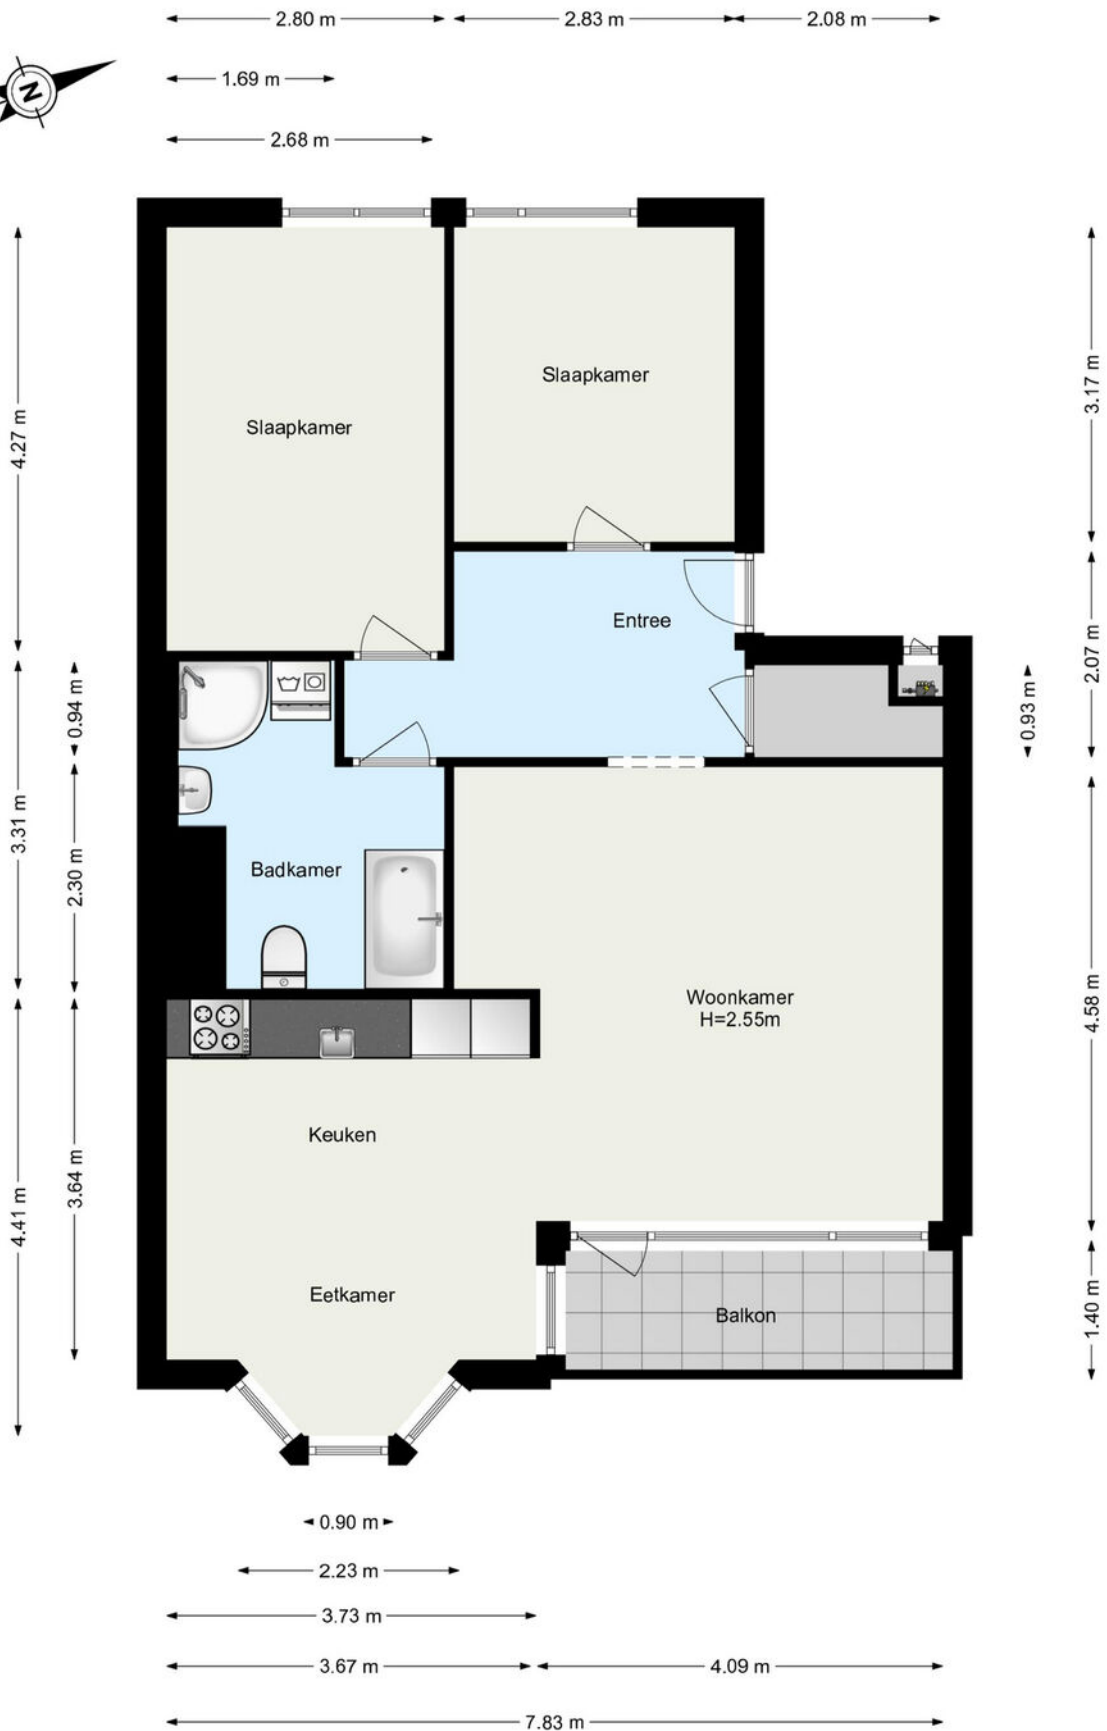 2.80 m
2.83 m
2.08 m
1.69 m
N
2.68 m
4.27 m
3.17 m
Slaapkamer
Slaapkamer
Entree
2.07 m
0.94 m
0.93 m
3.31 m
2.30 m
Badkamer
Woonkamer
H=2.55m
4.58 m
Keuken
3.64 m
4.41 m
Eetkamer
Balkon
1.40 m
0.90 m
2.23 m
3.73 m
3.67 m
4.09 m
7.83 m